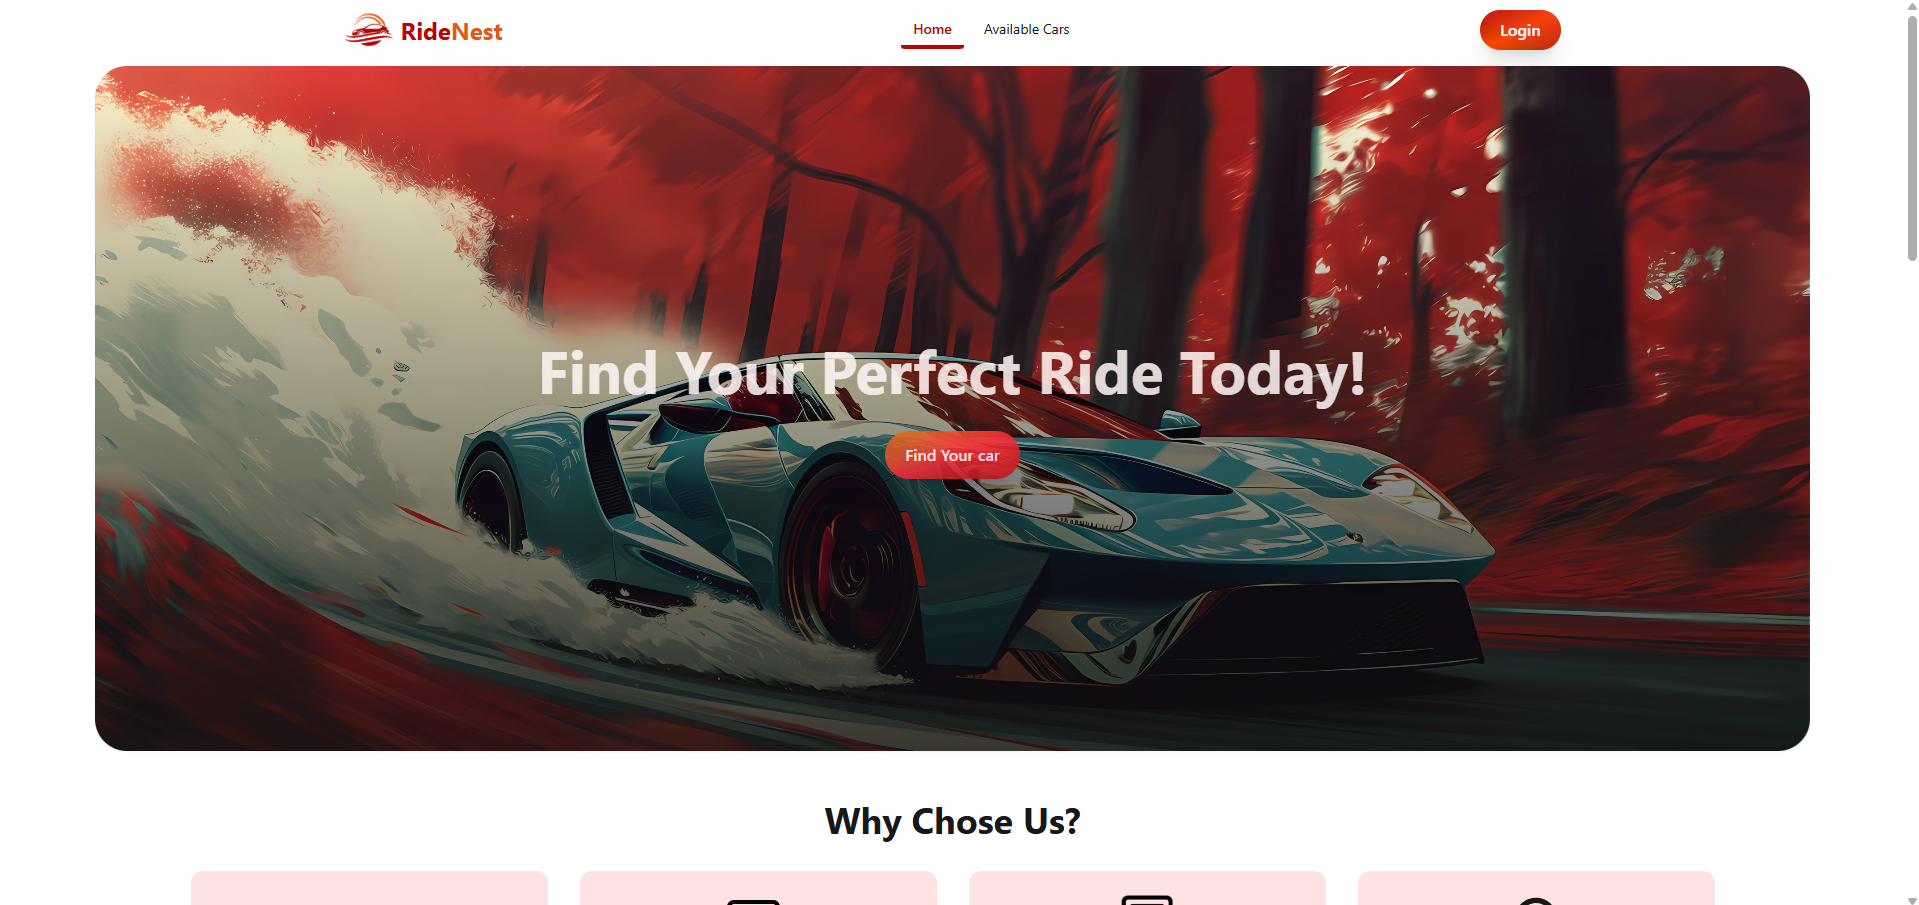 RideNest
Home
Available Cars
Login
Find Your Perfect Ride Today!
Find Your car
Why Chose Us?